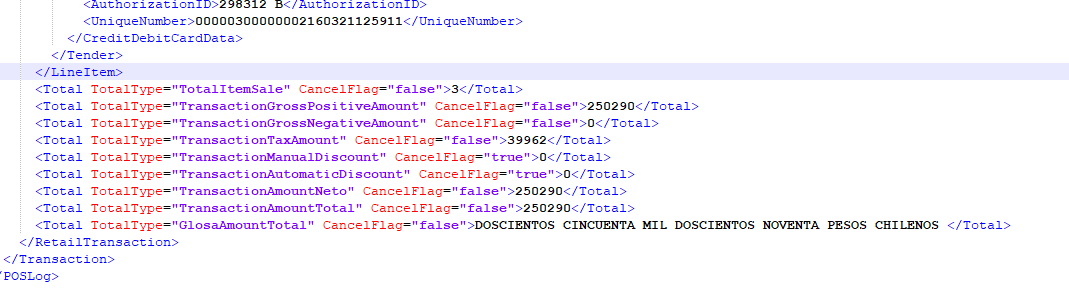 <AuthorizationID>298312 B</AuthorizationID>
<UniqueNumber>00000300000002160321125911</UniqueNumber>
</CreditDebitCardData>
</Tender>
</LineItem>
<Total TotalType="TotalItemSale" CancelFlag="false">3</Total>
<Total TotalType="TransactionGrossPositiveAmount" CancelFlag="false">250290</Total>
<Total TotalType="TransactionGrossNegativeAmount" CancelFlag="false">0</Total>
<Total TotalType="TransactionTaxAmount" CancelFlag="false">39962</Total>
<Total TotalType="TransactionManualDiscount" CancelFlag="true">0</Total>
<Total TotalType="TransactionAutomaticDiscount" CancelFlag="true">0</Total>
<Total TotalType="TransactionAmountNeto" CancelFlag="false">250290</Total>
<Total TotalType="TransactionAmountTotal" CancelFlag="false">250290</Total>
<Total TotalType="GlosaAmountTotal" CancelFlag="false">DOSCIENTOS CINCUENTA MIL DOSCIENTOS NOVENTA PESOS CHILENOS </Total>
</RetailTransaction>
</Transaction>
/POSLog>